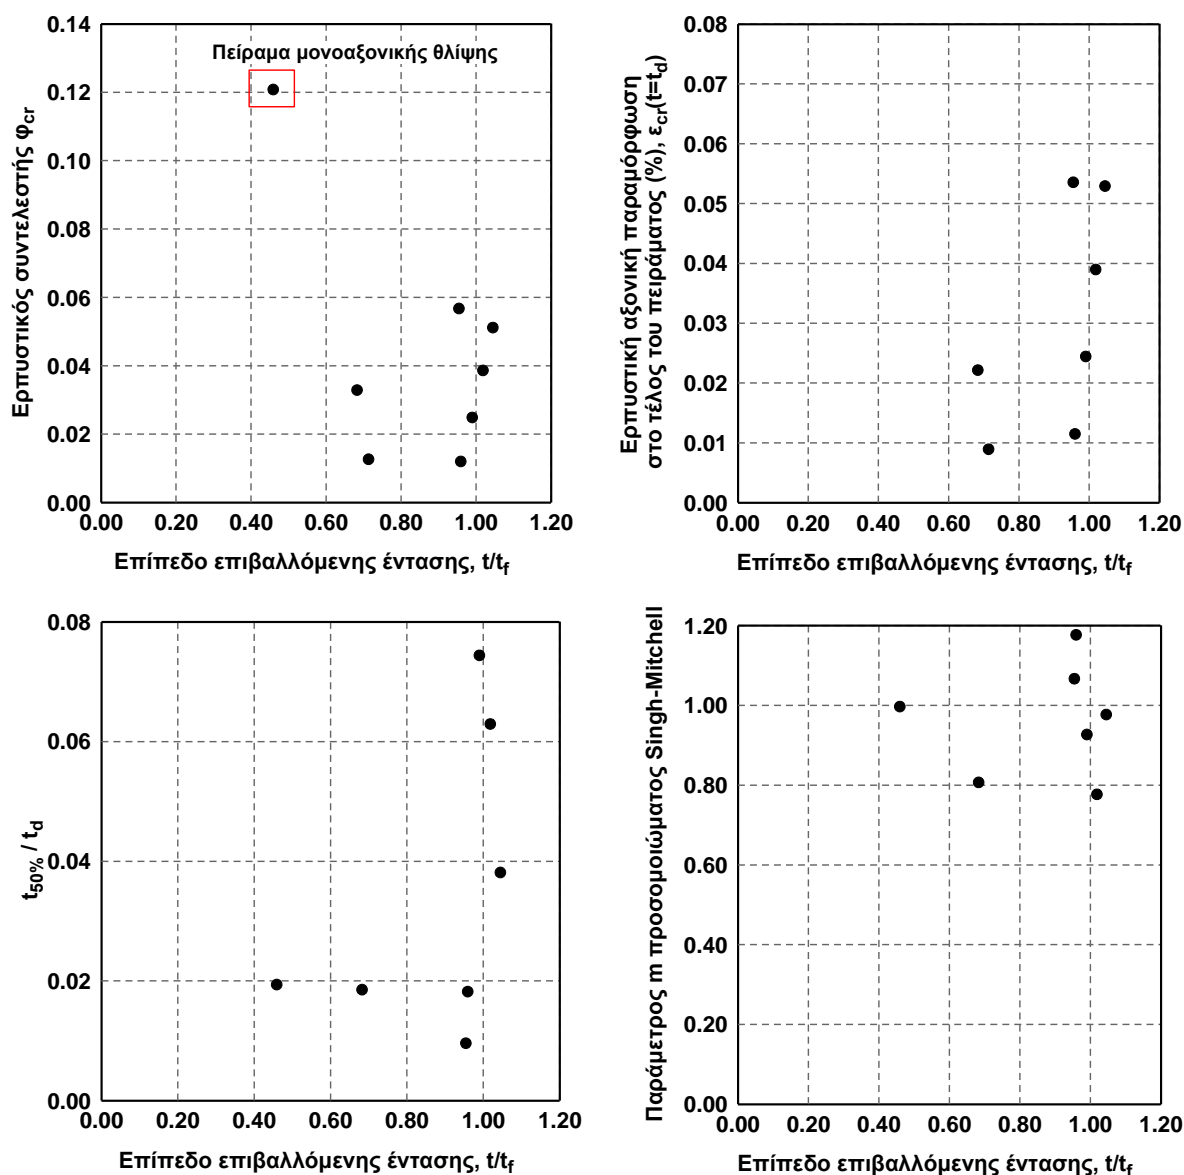 Ερπυστικός συντελεστής φcr
0.14
0.12
0.10
0.08
0.06
0.04
0.02
0.00
Πείραμα μονοαξονικής θλίψης
0.00 0.20 0.40 0.60 0.80 1.00 1.20
Επίπεδο επιβαλλόμενης έντασης, t/tf
Ερπυστική αξονική παραμόρφωση
στο τέλος του πειράματος (%), εcr(t=td)
0.08
0.07
0.06
0.05
0.04
0.03
0.02
0.01
0.00
0.00 0.20 0.40 0.60 0.80 1.00 1.20
Επίπεδο επιβαλλόμενης έντασης, t/tf
t50% / td
0.08
0.06
0.04
0.02
0.00
0.00 0.20 0.40 0.60 0.80 1.00 1.20
Επίπεδο επιβαλλόμενης έντασης, t/tf
Παράμετρος m προσομοιώματος Singh-Mitchell
1.20
1.00
0.80
0.60
0.40
0.20
0.00
0.00 0.20 0.40 0.60 0.80 1.00 1.20
Επίπεδο επιβαλλόμενης έντασης, t/tf